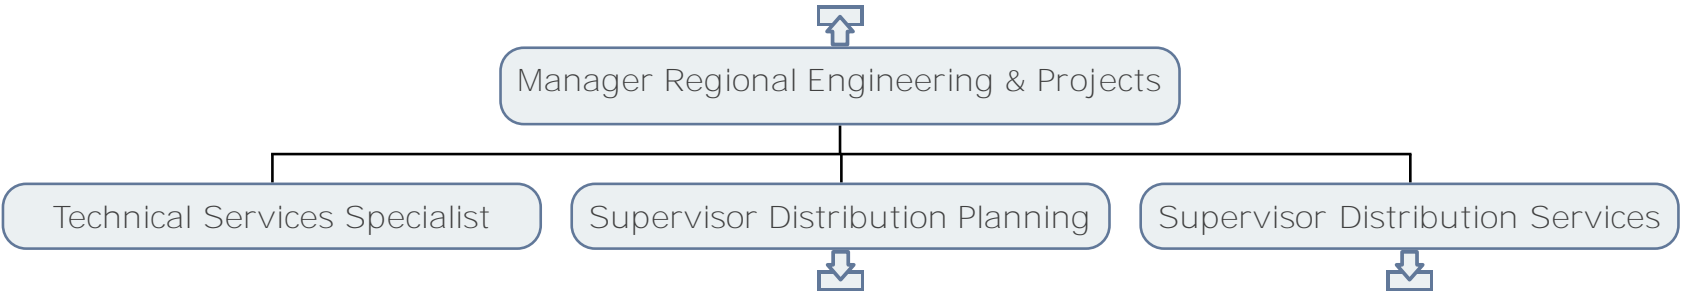 Manager Regional Engineering & Projects
Technical Services Specialist
Supervisor Distribution Planning
Supervisor Distribution Services